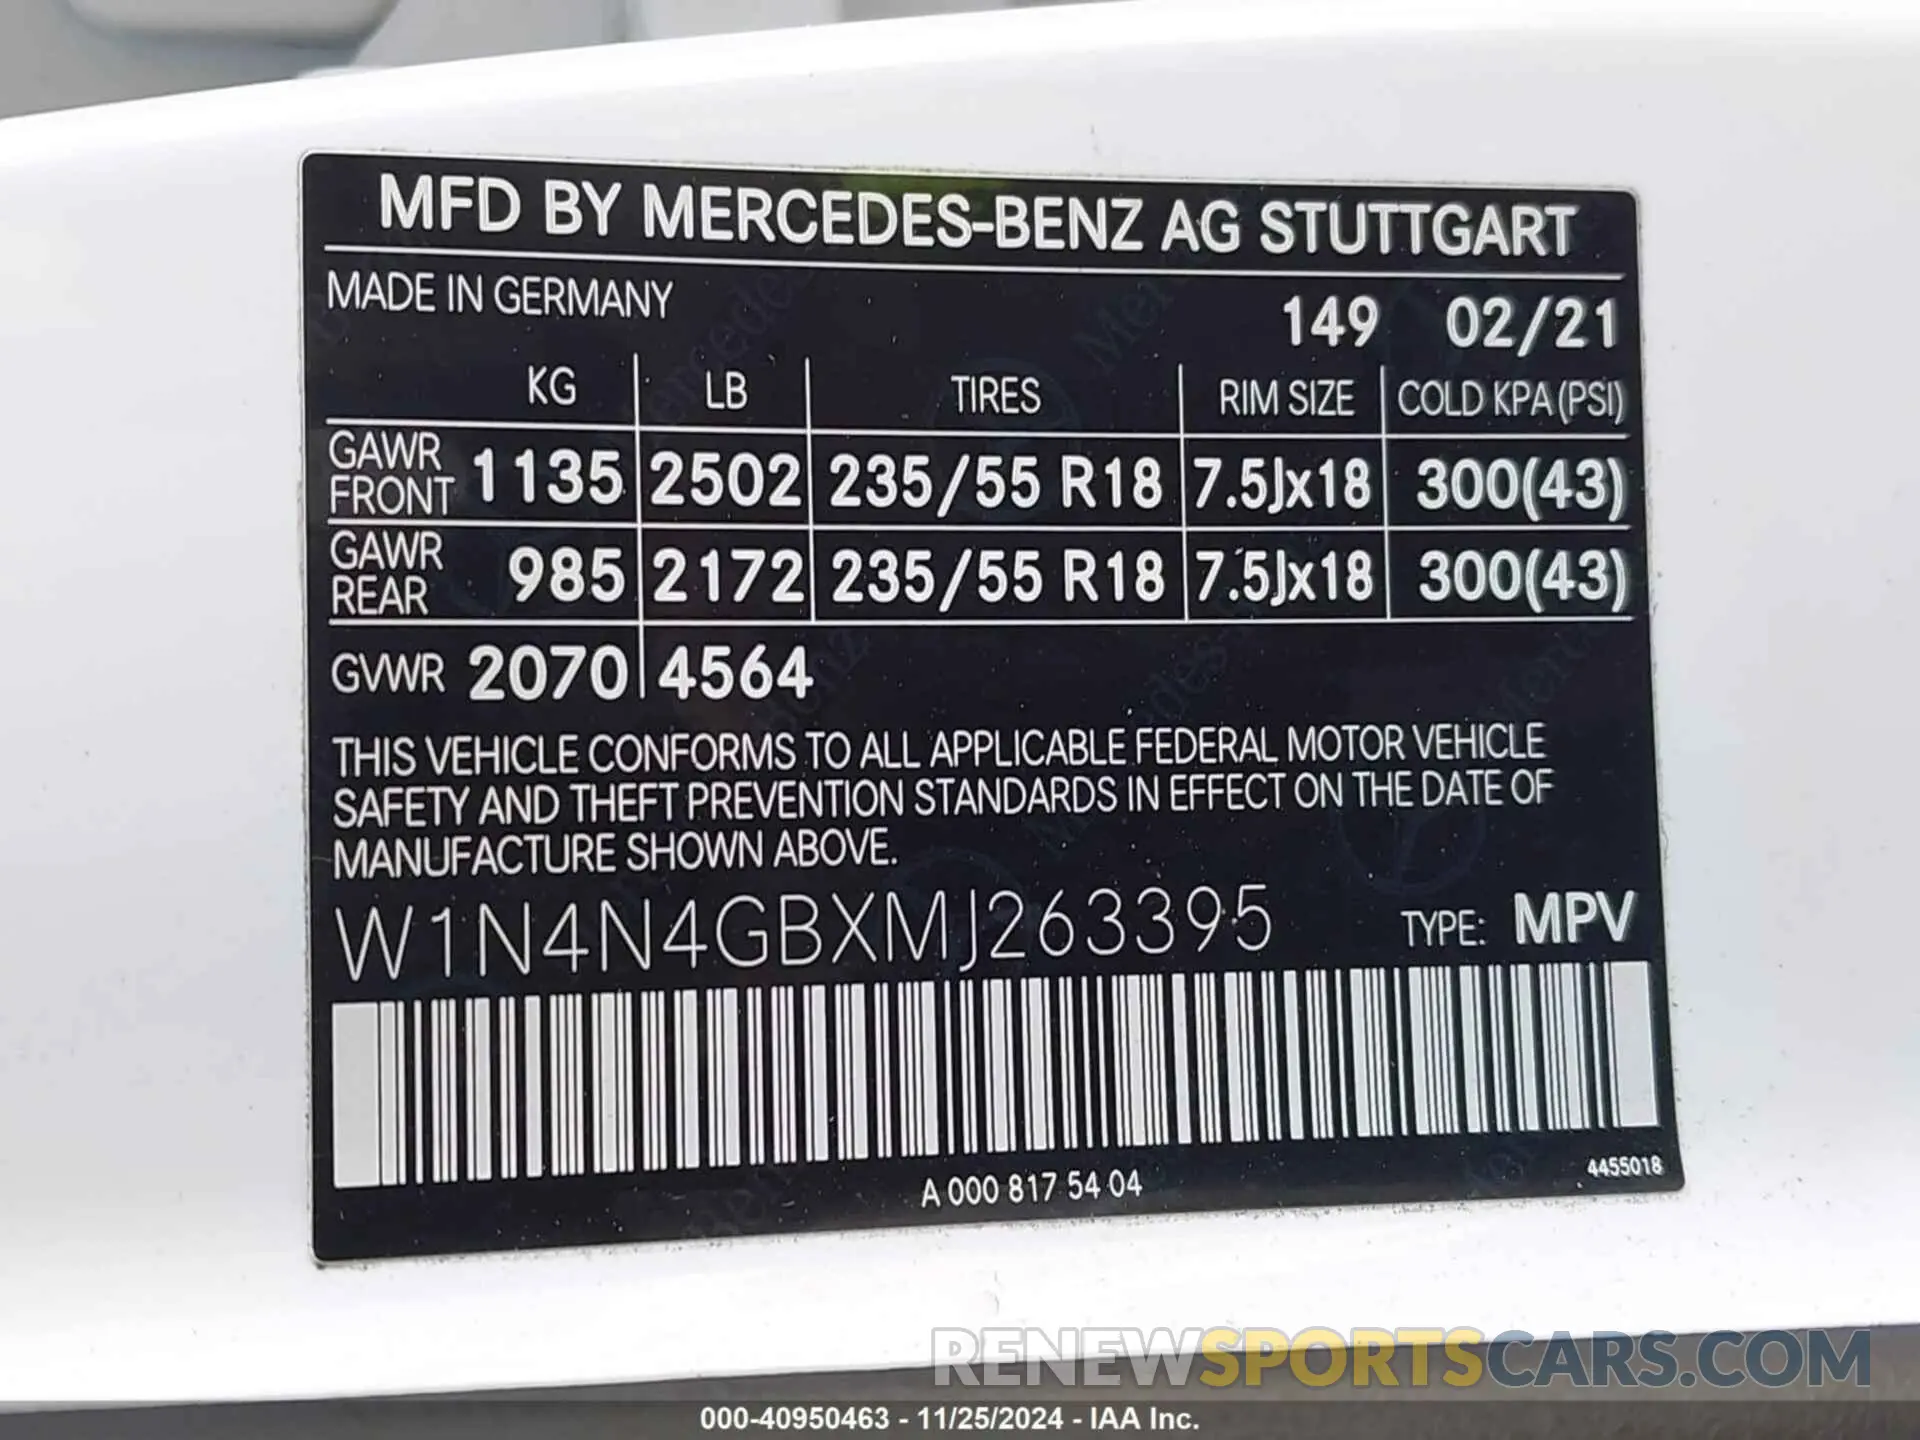 MFD BY MERCEDES-BENZ AG STUTTGART
MADE IN GERMANY 149 02/21
KG LB TIRES RIM SIZE COLD KPA (PSI)
GAWR FRONT 1135 2502 235/55 R18 7.5Jx18 300(43)
GAWR REAR 985 2172 235/55 R18 7.5Jx18 300(43)
GVWR 2070 4564
THIS VEHICLE CONFORMS TO ALL APPLICABLE FEDERAL MOTOR VEHICLE
SAFETY AND THEFT PREVENTION STANDARDS IN EFFECT ON THE DATE OF
MANUFACTURE SHOWN ABOVE.
W1N4N4GBXMJ263395 TYPE: MPV
A 000 817 54 04 4455018
RENEWSPORTSCARS.COM
000-40950463 - 11/25/2024 - IAA Inc.